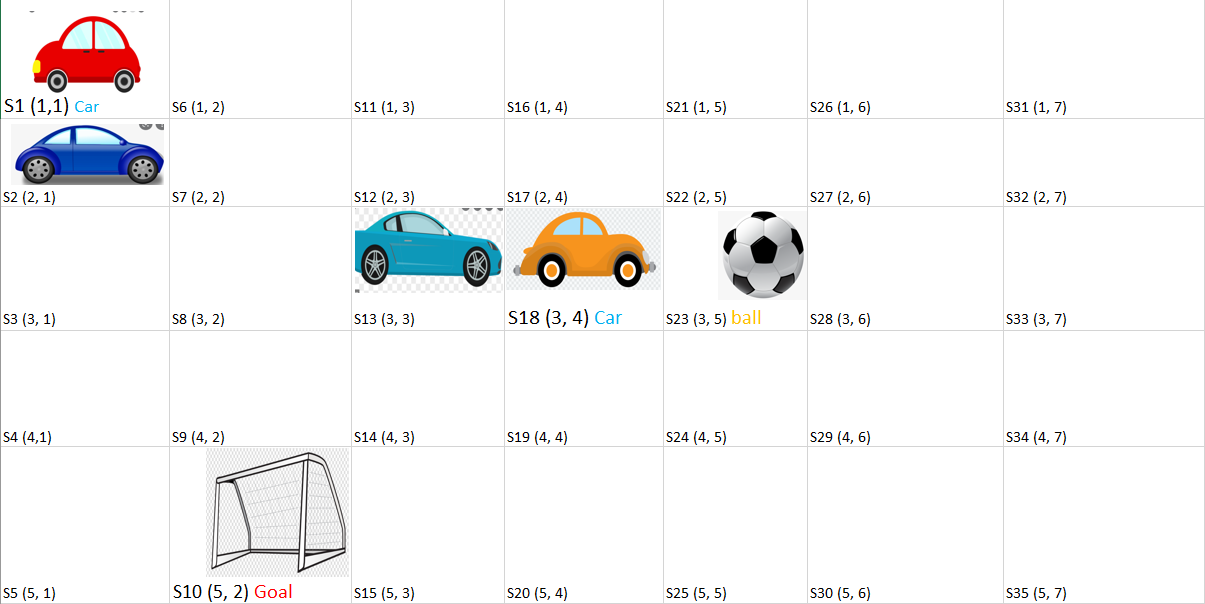 S1 (1,1) Car
S6 (1, 2)
S11 (1, 3)
S16 (1, 4)
S21 (1, 5)
S26 (1, 6)
S31 (1, 7)
S2 (2, 1)
S7 (2, 2)
S12 (2, 3)
S17 (2, 4)
S22 (2, 5)
S27 (2, 6)
S32 (2, 7)
S3 (3, 1)
S8 (3, 2)
S13 (3, 3)
S18 (3, 4) Car
S23 (3, 5) ball
S28 (3, 6)
S33 (3, 7)
S4 (4,1)
S9 (4, 2)
S14 (4, 3)
S19 (4, 4)
S24 (4, 5)
S29 (4, 6)
S34 (4, 7)
S5 (5, 1)
S10 (5, 2) Goal
S15 (5, 3)
S20 (5, 4)
S25 (5, 5)
S30 (5, 6)
S35 (5, 7)